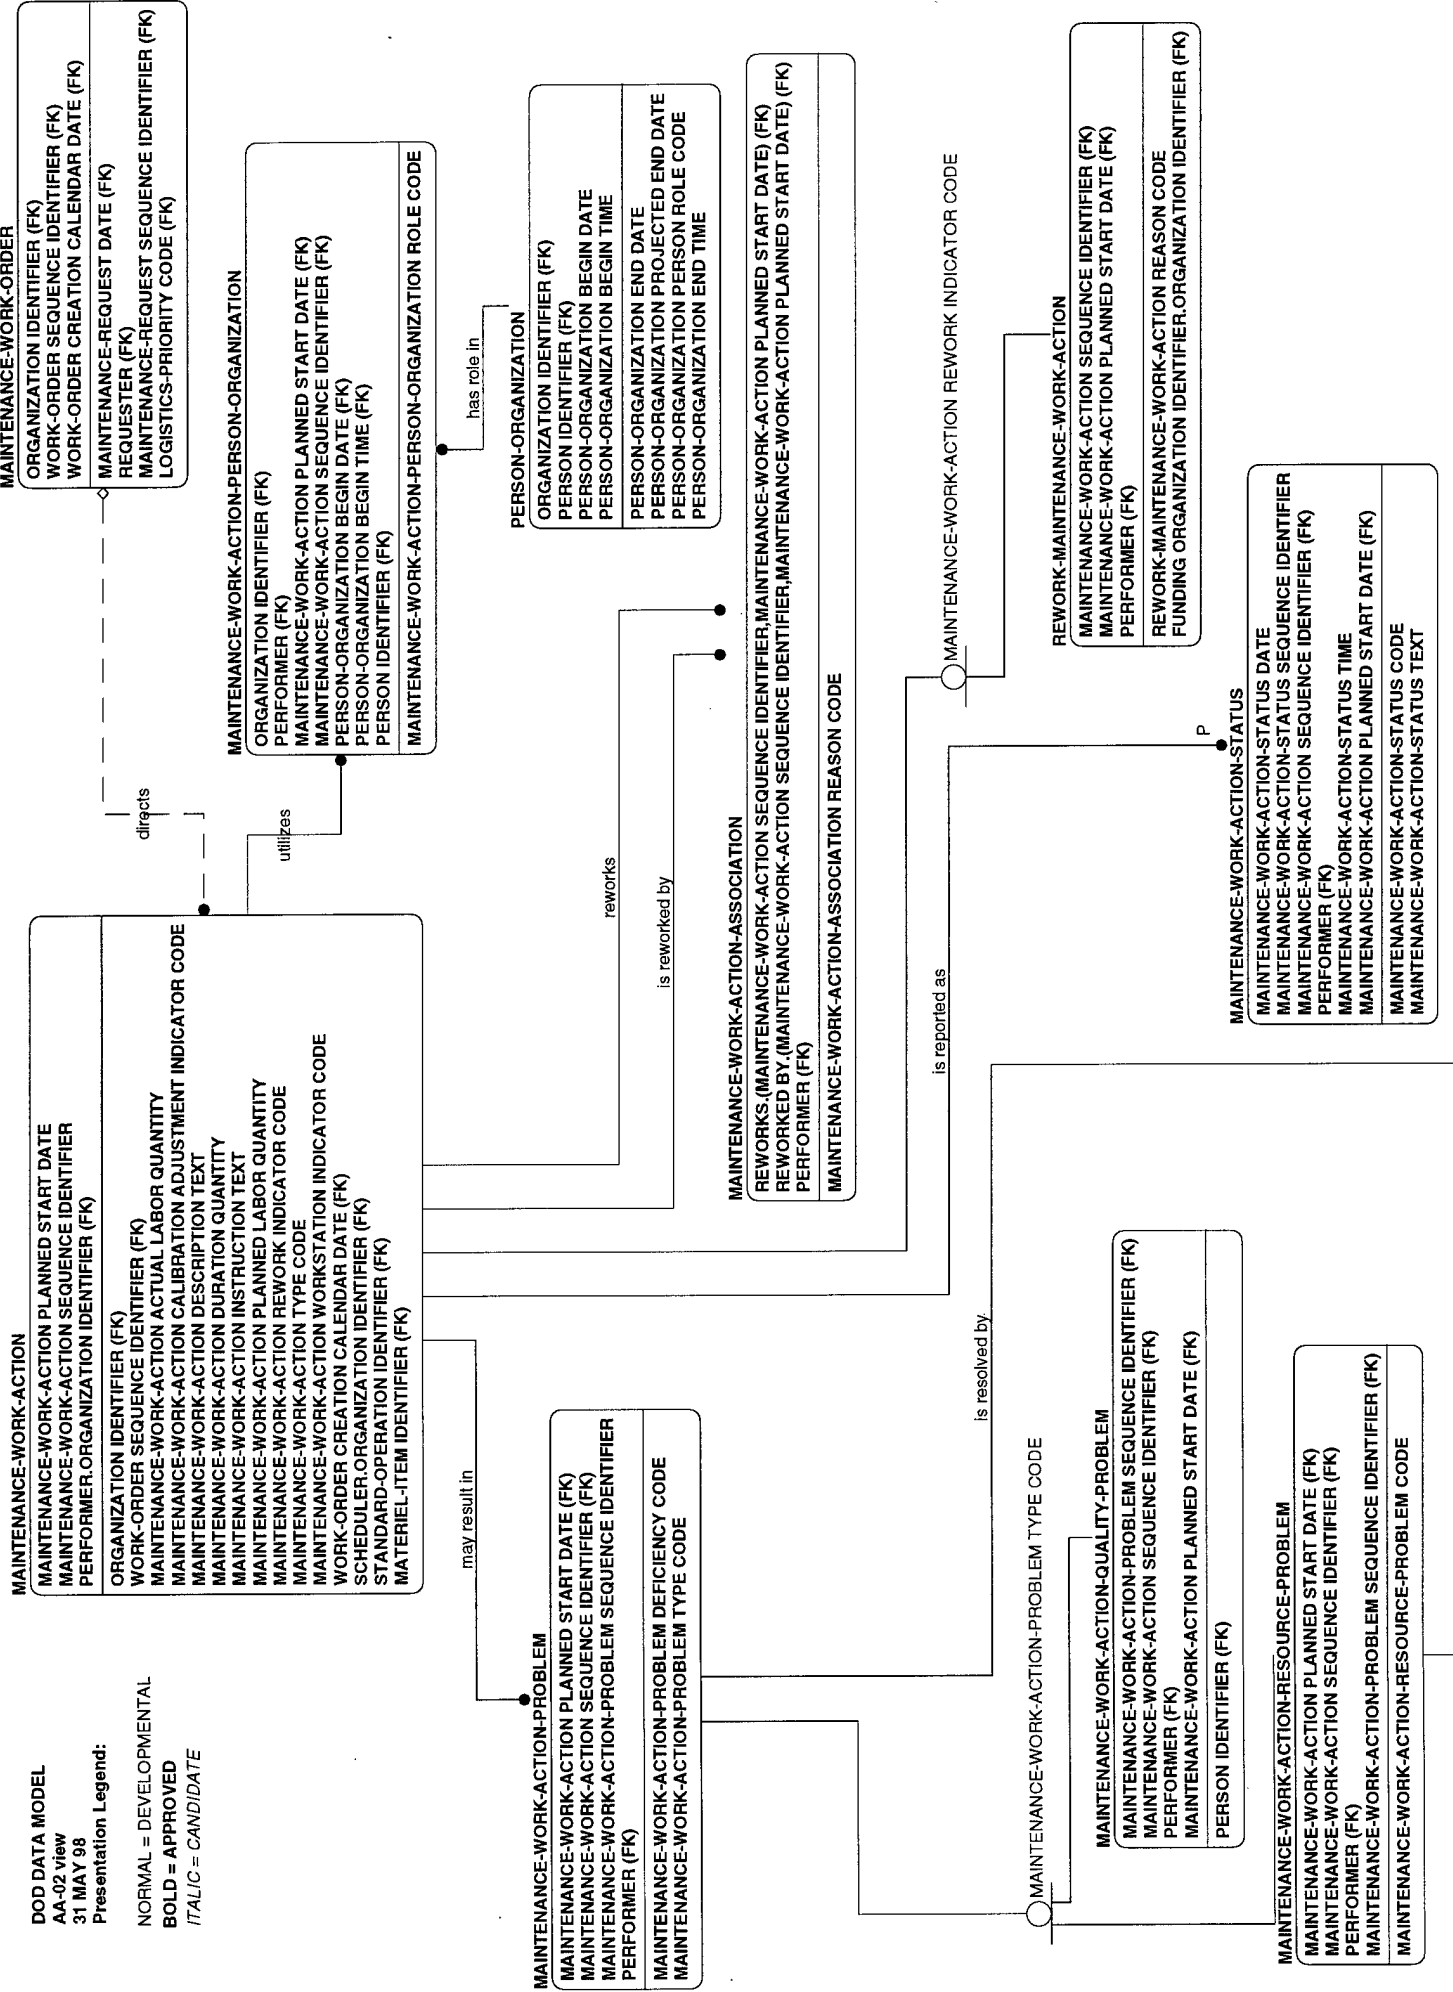 DOD DATA MODEL
AA-02 view
31 MAY 98
Presentation Legend:
NORMAL = DEVELOPMENTAL
BOLD = APPROVED
ITALIC = CANDIDATE
MAINTENANCE-WORK-ACTION
MAINTENANCE-WORK-ACTION PLANNED START DATE
MAINTENANCE-WORK-ACTION SEQUENCE IDENTIFIER
PERFORMER.ORGANIZATION IDENTIFIER (FK)
ORGANIZATION IDENTIFIER (FK)
WORK-ORDER SEQUENCE IDENTIFIER (FK)
MAINTENANCE-WORK-ACTION ACTUAL LABOR QUANTITY
MAINTENANCE-WORK-ACTION CALIBRATION ADJUSTMENT INDICATOR CODE
MAINTENANCE-WORK-ACTION DESCRIPTION TEXT
MAINTENANCE-WORK-ACTION DURATION QUANTITY
MAINTENANCE-WORK-ACTION INSTRUCTION TEXT
MAINTENANCE-WORK-ACTION PLANNED LABOR QUANTITY
MAINTENANCE-WORK-ACTION REWORK INDICATOR CODE
MAINTENANCE-WORK-ACTION TYPE CODE
MAINTENANCE-WORK-ACTION WORKSTATION INDICATOR CODE
WORK-ORDER CREATION CALENDAR DATE (FK)
SCHEDULER.ORGANIZATION IDENTIFIER (FK)
STANDARD-OPERATION IDENTIFIER (FK)
MATERIEL-ITEM IDENTIFIER (FK)
directs
utilizes
MAINTENANCE-WORK-ORDER
ORGANIZATION IDENTIFIER (FK)
WORK-ORDER SEQUENCE IDENTIFIER (FK)
WORK-ORDER CREATION CALENDAR DATE (FK)
MAINTENANCE-REQUEST DATE (FK)
REQUESTER (FK)
MAINTENANCE-REQUEST SEQUENCE IDENTIFIER (FK)
LOGISTICS-PRIORITY CODE (FK)
MAINTENANCE-WORK-ACTION-PERSON-ORGANIZATION
ORGANIZATION IDENTIFIER (FK)
PERFORMER (FK)
MAINTENANCE-WORK-ACTION PLANNED START DATE (FK)
MAINTENANCE-WORK-ACTION SEQUENCE IDENTIFIER (FK)
PERSON-ORGANIZATION BEGIN DATE (FK)
PERSON-ORGANIZATION BEGIN TIME (FK)
PERSON IDENTIFIER (FK)
MAINTENANCE-WORK-ACTION-PERSON-ORGANIZATION ROLE CODE
has role in
PERSON-ORGANIZATION
ORGANIZATION IDENTIFIER (FK)
PERSON IDENTIFIER (FK)
PERSON-ORGANIZATION BEGIN DATE
PERSON-ORGANIZATION BEGIN TIME
PERSON-ORGANIZATION END DATE
PERSON-ORGANIZATION PROJECTED END DATE
PERSON-ORGANIZATION PERSON ROLE CODE
PERSON-ORGANIZATION END TIME
may result in
reworks
is reworked by
MAINTENANCE-WORK-ACTION-PROBLEM
MAINTENANCE-WORK-ACTION PLANNED START DATE (FK)
MAINTENANCE-WORK-ACTION SEQUENCE IDENTIFIER (FK)
MAINTENANCE-WORK-ACTION-PROBLEM SEQUENCE IDENTIFIER
PERFORMER (FK)
MAINTENANCE-WORK-ACTION-PROBLEM DEFICIENCY CODE
MAINTENANCE-WORK-ACTION-PROBLEM TYPE CODE
MAINTENANCE-WORK-ACTION-ASSOCIATION
REWORKS.(MAINTENANCE-WORK-ACTION SEQUENCE IDENTIFIER,MAINTENANCE-WORK-ACTION PLANNED START DATE) (FK)
REWORKED BY.(MAINTENANCE-WORK-ACTION SEQUENCE IDENTIFIER,MAINTENANCE-WORK-ACTION PLANNED START DATE) (FK)
PERFORMER (FK)
MAINTENANCE-WORK-ACTION-ASSOCIATION REASON CODE
is reported as
MAINTENANCE-WORK-ACTION REWORK INDICATOR CODE
is resolved by
REWORK-MAINTENANCE-WORK-ACTION
MAINTENANCE-WORK-ACTION SEQUENCE IDENTIFIER (FK)
MAINTENANCE-WORK-ACTION PLANNED START DATE (FK)
PERFORMER (FK)
REWORK-MAINTENANCE-WORK-ACTION REASON CODE
FUNDING ORGANIZATION IDENTIFIER.ORGANIZATION IDENTIFIER (FK)
MAINTENANCE-WORK-ACTION-PROBLEM TYPE CODE
MAINTENANCE-WORK-ACTION-QUALITY-PROBLEM
MAINTENANCE-WORK-ACTION-PROBLEM SEQUENCE IDENTIFIER (FK)
MAINTENANCE-WORK-ACTION SEQUENCE IDENTIFIER (FK)
PERFORMER (FK)
MAINTENANCE-WORK-ACTION PLANNED START DATE (FK)
PERSON IDENTIFIER (FK)
P
MAINTENANCE-WORK-ACTION-STATUS
MAINTENANCE-WORK-ACTION-STATUS DATE
MAINTENANCE-WORK-ACTION-STATUS SEQUENCE IDENTIFIER
MAINTENANCE-WORK-ACTION SEQUENCE IDENTIFIER (FK)
PERFORMER (FK)
MAINTENANCE-WORK-ACTION-STATUS TIME
MAINTENANCE-WORK-ACTION PLANNED START DATE (FK)
MAINTENANCE-WORK-ACTION-STATUS CODE
MAINTENANCE-WORK-ACTION-STATUS TEXT
MAINTENANCE-WORK-ACTION-RESOURCE-PROBLEM
MAINTENANCE-WORK-ACTION PLANNED START DATE (FK)
MAINTENANCE-WORK-ACTION SEQUENCE IDENTIFIER (FK)
PERFORMER (FK)
MAINTENANCE-WORK-ACTION-PROBLEM SEQUENCE IDENTIFIER (FK)
MAINTENANCE-WORK-ACTION-RESOURCE-PROBLEM CODE